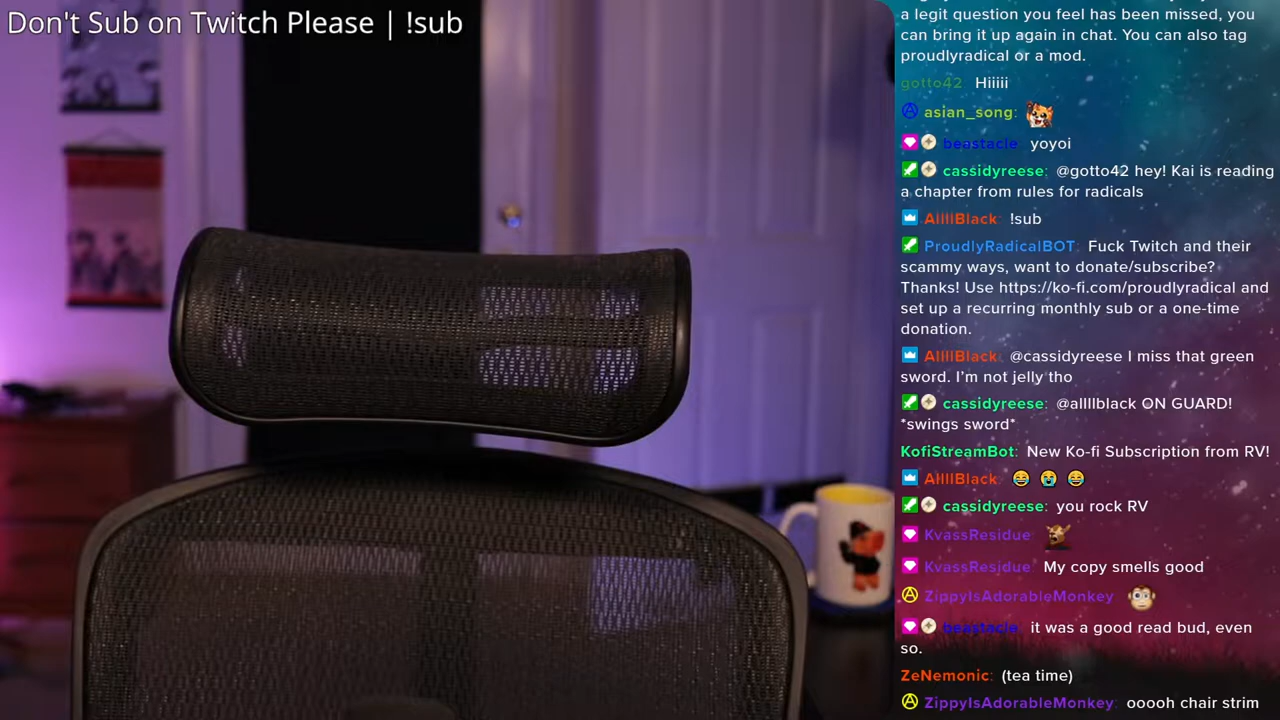 Don't Sub on Twitch Please | !sub
a legit question you feel has been missed, you
can bring it up again in chat. You can also tag
proudlyradical or a mod.
gotto42: Hiiiii
asian_song:
beastacle: yoyoi
cassidyreese: @gotto42 hey! Kai is reading
a chapter from rules for radicals
AllllBlack: !sub
ProudlyRadicalBOT: Fuck Twitch and their
scammy ways, want to donate/subscribe?
Thanks! Use https://ko-fi.com/proudlyradical and
set up a recurring monthly sub or a one-time
donation.
AllllBlack: @cassidyreese I miss that green
sword. I’m not jelly tho
cassidyreese: @allllblack ON GUARD!
*swings sword*
KofiStreamBot: New Ko-fi Subscription from RV!
AllllBlack: 😂 😭 😂
cassidyreese: you rock RV
KvassResidue:
KvassResidue: My copy smells good
ZippyIsAdorableMonkey:
beastacle: it was a good read bud, even
so.
ZeNemonic: (tea time)
ZippyIsAdorableMonkey: ooooh chair strim